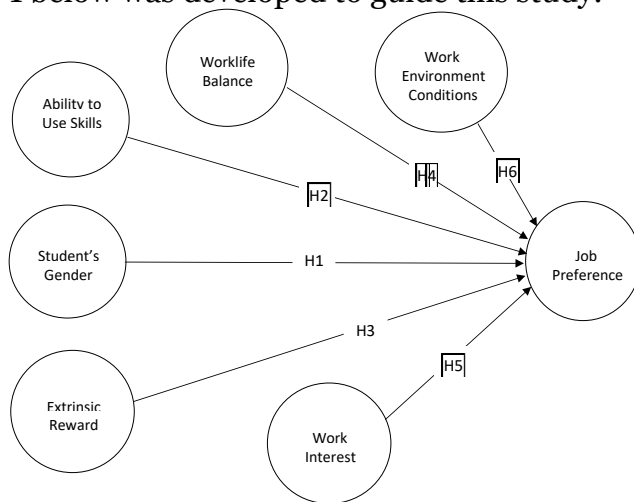 1 below was developed to guide this study.
Worklife
Balance
Work
Environment
Conditions
Ability to
Use Skills
H4
H6
H2
Student's
Gender
H1
Job
Preference
H3
Extrinsic
Reward
H5
Work
Interest